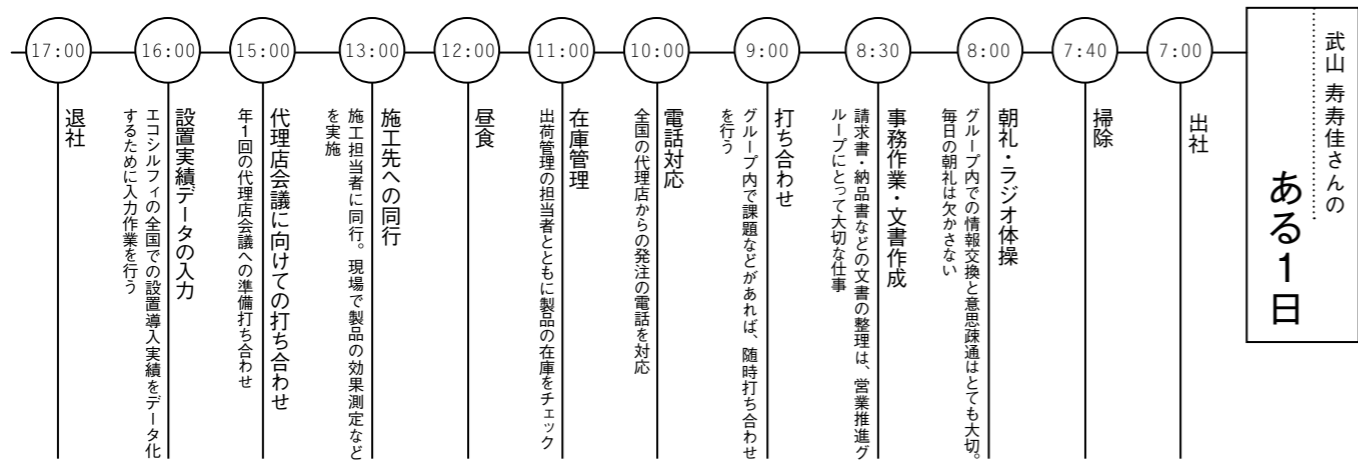 武山 寿寿佳さんの
ある1日
7:00
出社
7:40
掃除
8:00
朝礼・ラジオ体操
グループ内での情報交換と意思疎通はとても大切。
毎日の朝礼は欠かさない
8:30
事務作業・文書作成
請求書・納品書などの文書の整理は、営業推進グ
ループにとって大切な仕事
9:00
打ち合わせ
グループ内で課題などがあれば、随時打ち合わせ
を行う
10:00
電話対応
全国の代理店からの発注の電話を対応
11:00
在庫管理
出荷管理の担当者とともに製品の在庫をチェック
12:00
昼食
13:00
施工先への同行
施工担当者に同行。現場で製品の効果測定など
を実施
15:00
代理店会議に向けての打ち合わせ
年1回の代理店会議への準備打ち合わせ
16:00
設置実績データの入力
エコシルフィの全国での設置導入実績をデータ化
するために入力作業を行う
17:00
退社